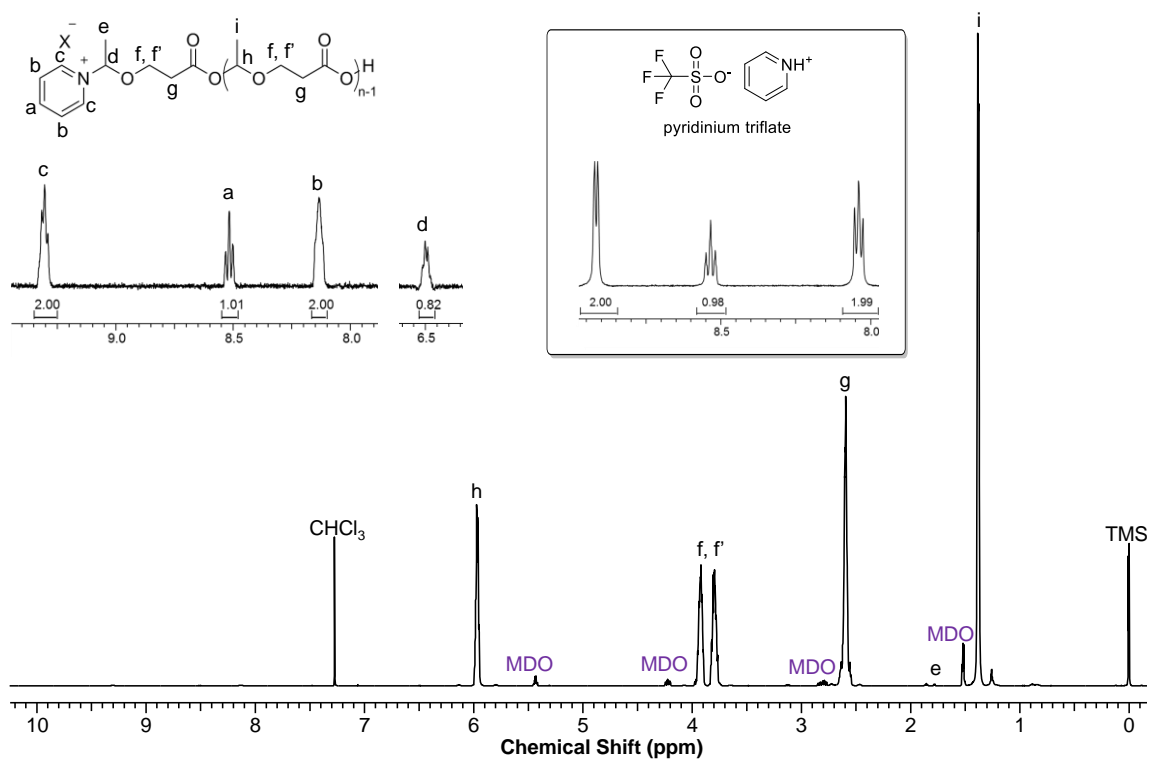 e
i
X⁻
c
d
f, f'
O
h
f, f'
O
b
+
N
O
g
O
O
g
O
H
n-1
a
c
b
F
F
F
S
O
O
O⁻
NH⁺
pyridinium triflate
c
a
b
d
2.00
1.01
2.00
0.82
9.0
8.5
8.0
6.5
2.00
0.98
1.99
8.5
8.0
i
g
h
CHCl₃
f, f'
TMS
MDO
MDO
MDO
MDO
e
10 9 8 7 6 5 4 3 2 1 0
Chemical Shift (ppm)